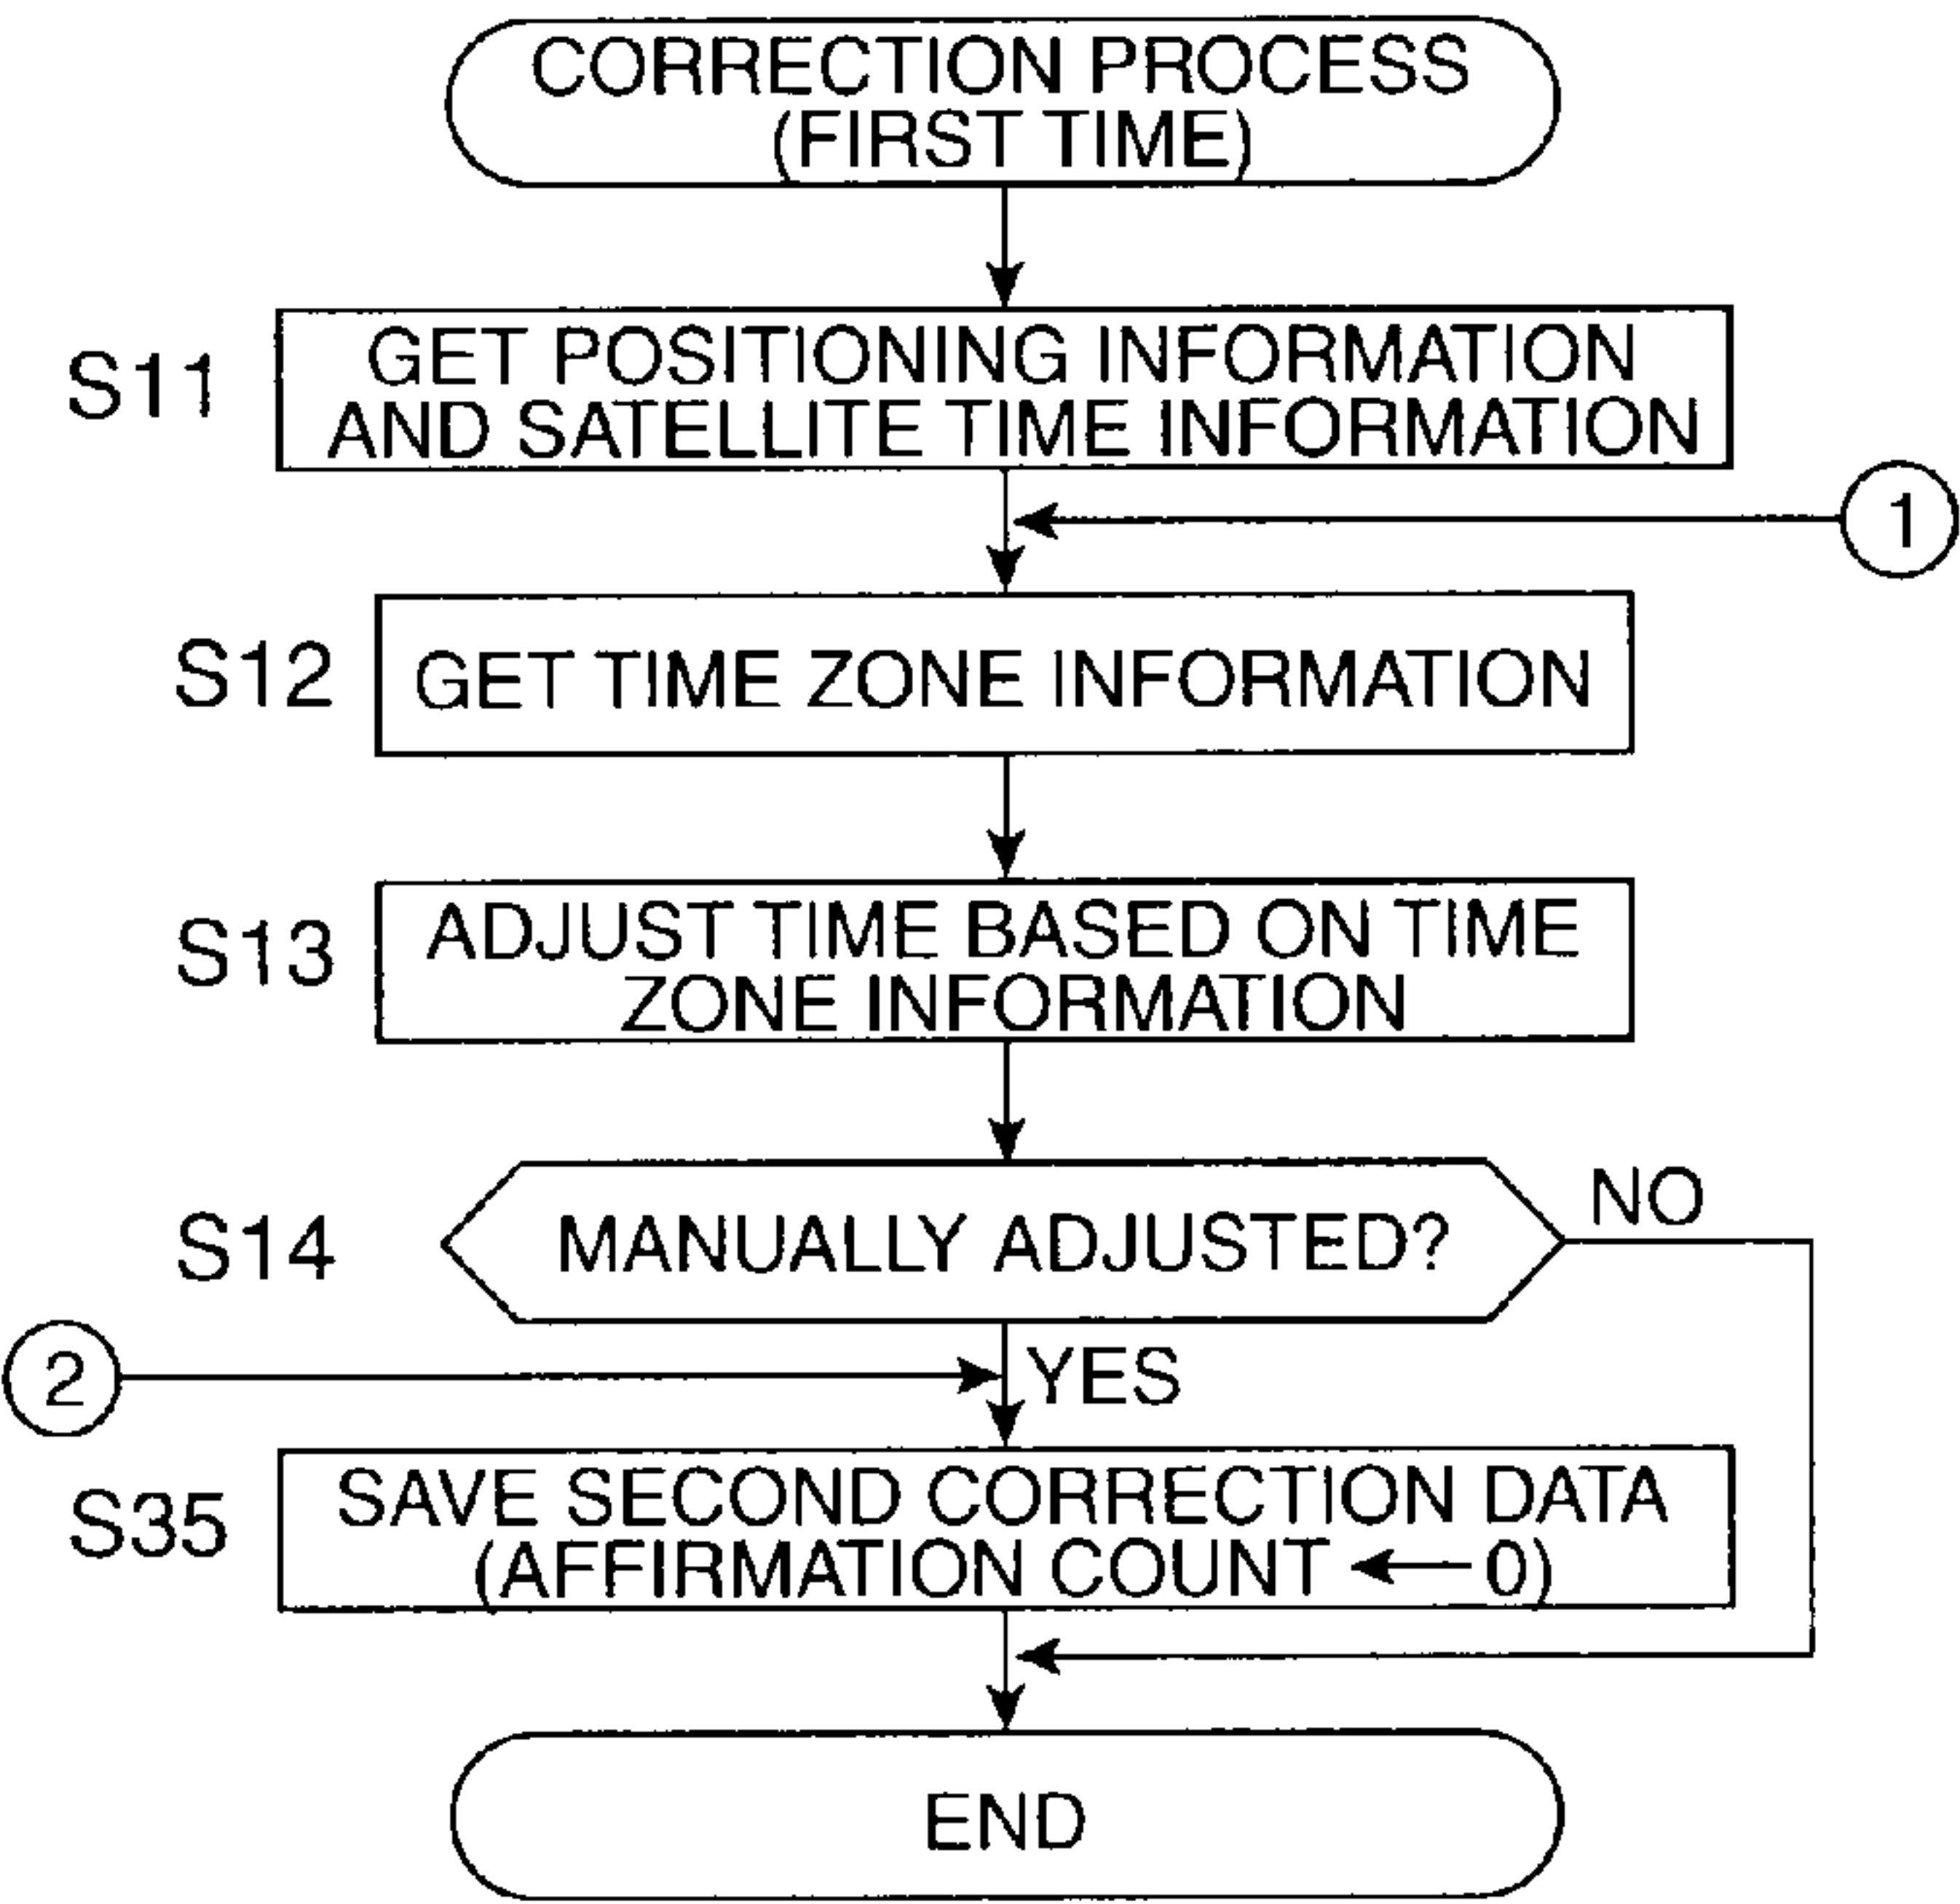 CORRECTION PROCESS
(FIRST TIME)
S11
GET POSITIONING INFORMATION
AND SATELLITE TIME INFORMATION
1
S12
GET TIME ZONE INFORMATION
S13
ADJUST TIME BASED ON TIME
ZONE INFORMATION
S14
MANUALLY ADJUSTED?
NO
2
YES
S35
SAVE SECOND CORRECTION DATA
(AFFIRMATION COUNT ← 0)
END